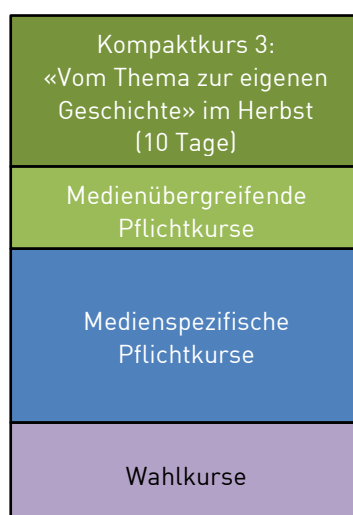 Kompaktkurs 3:
«Vom Thema zur eigenen
Geschichte» im Herbst
(10 Tage)
Medienübergreifende
Pflichtkurse
Medienspezifische
Pflichtkurse
Wahlkurse